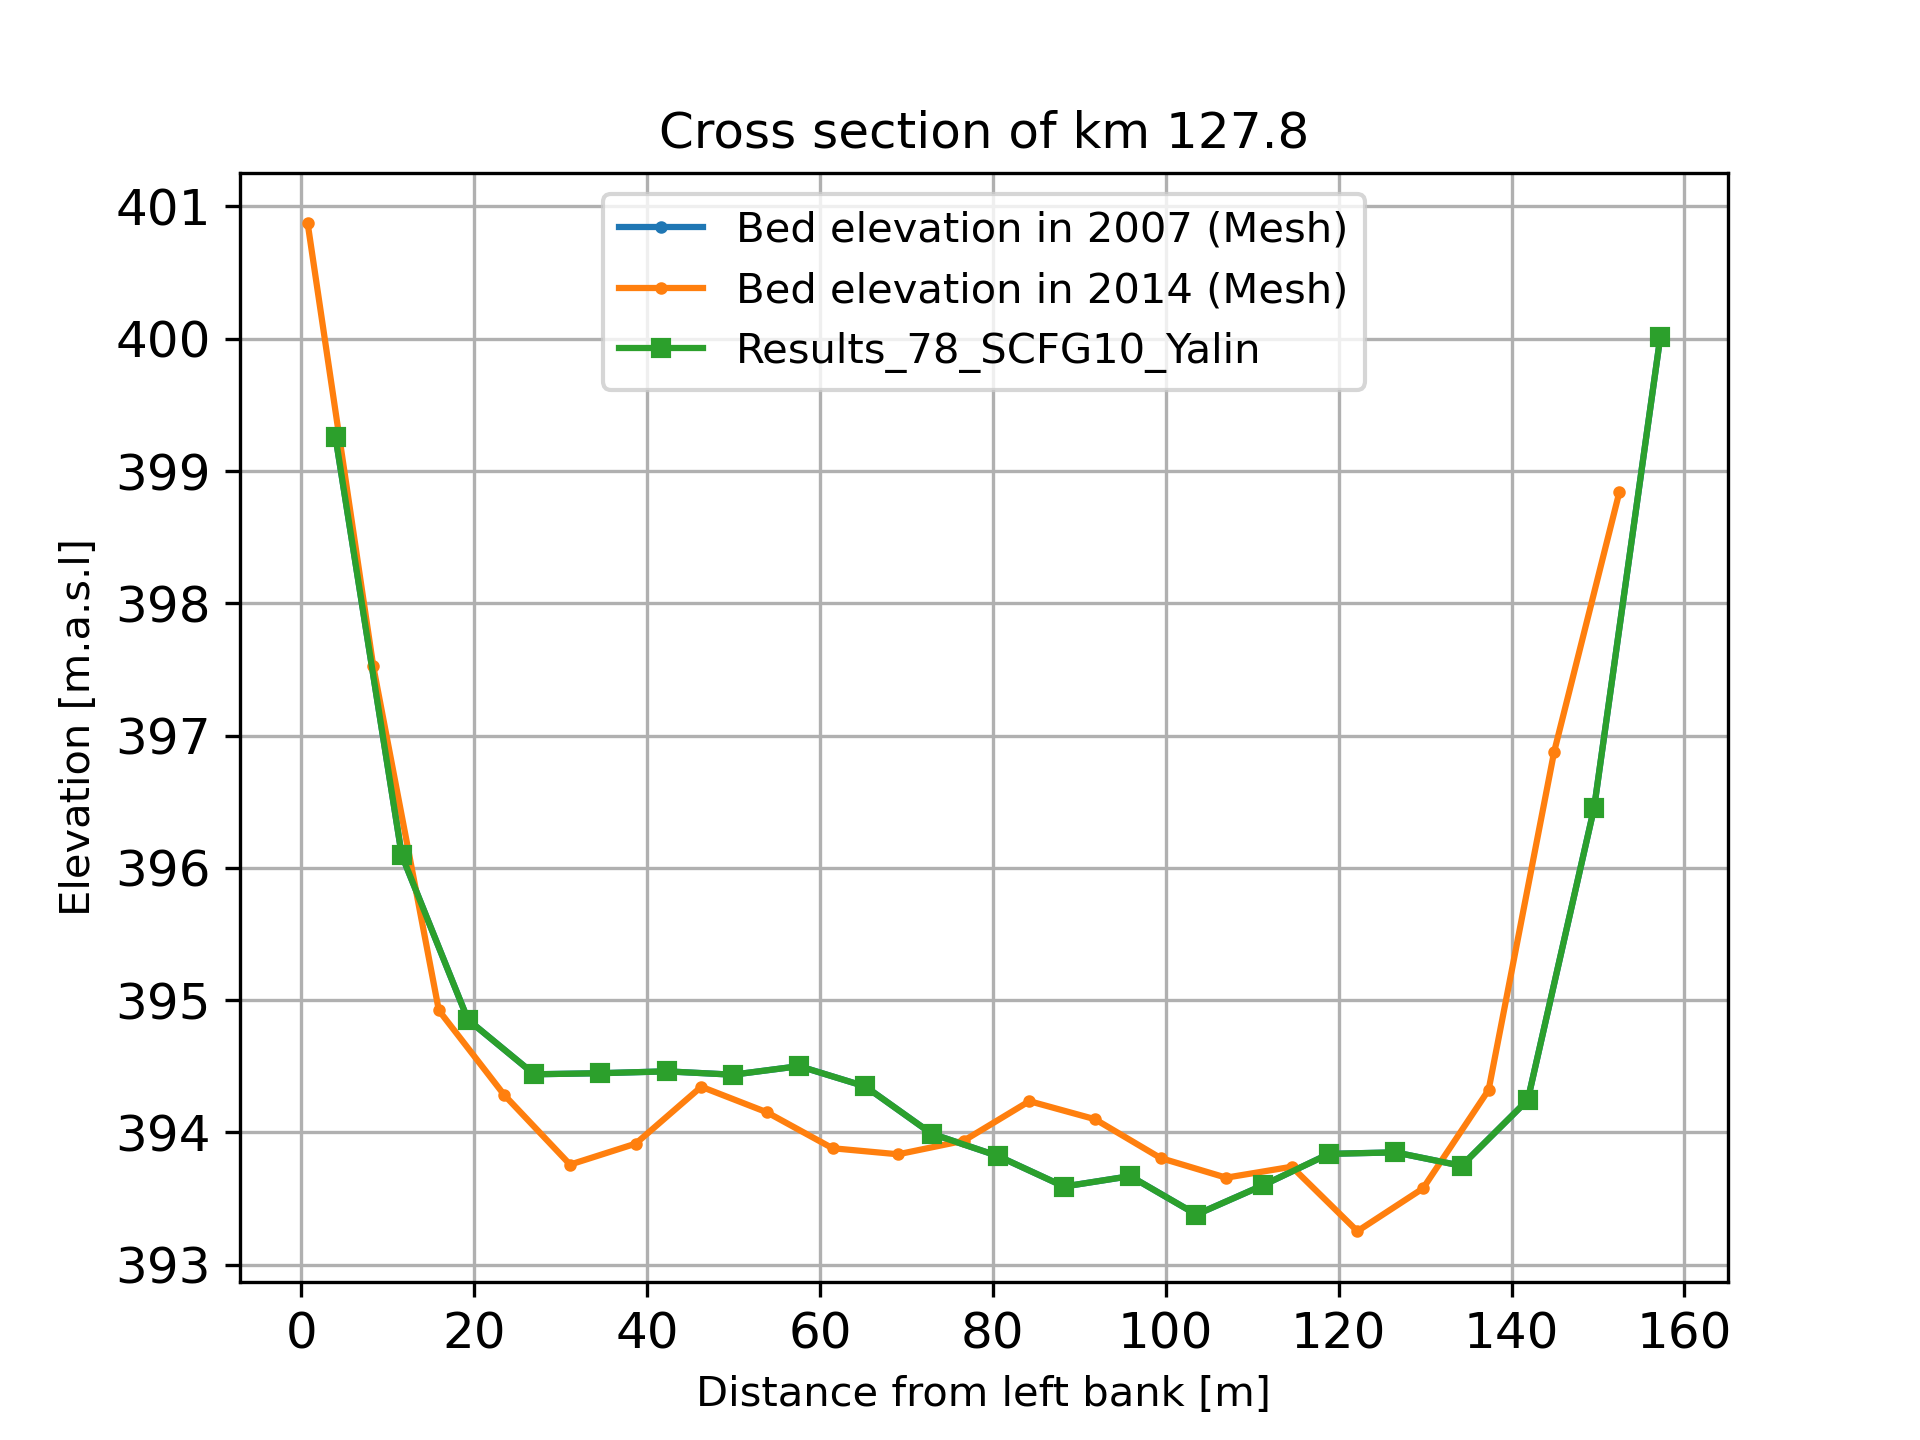 Cross section of km 127.8
401
400
399
398
397
396
395
394
393
Elevation [m.a.s.l]
Bed elevation in 2007 (Mesh)
Bed elevation in 2014 (Mesh)
Results_78_SCFG10_Yalin
0 20 40 60 80 100 120 140 160
Distance from left bank [m]